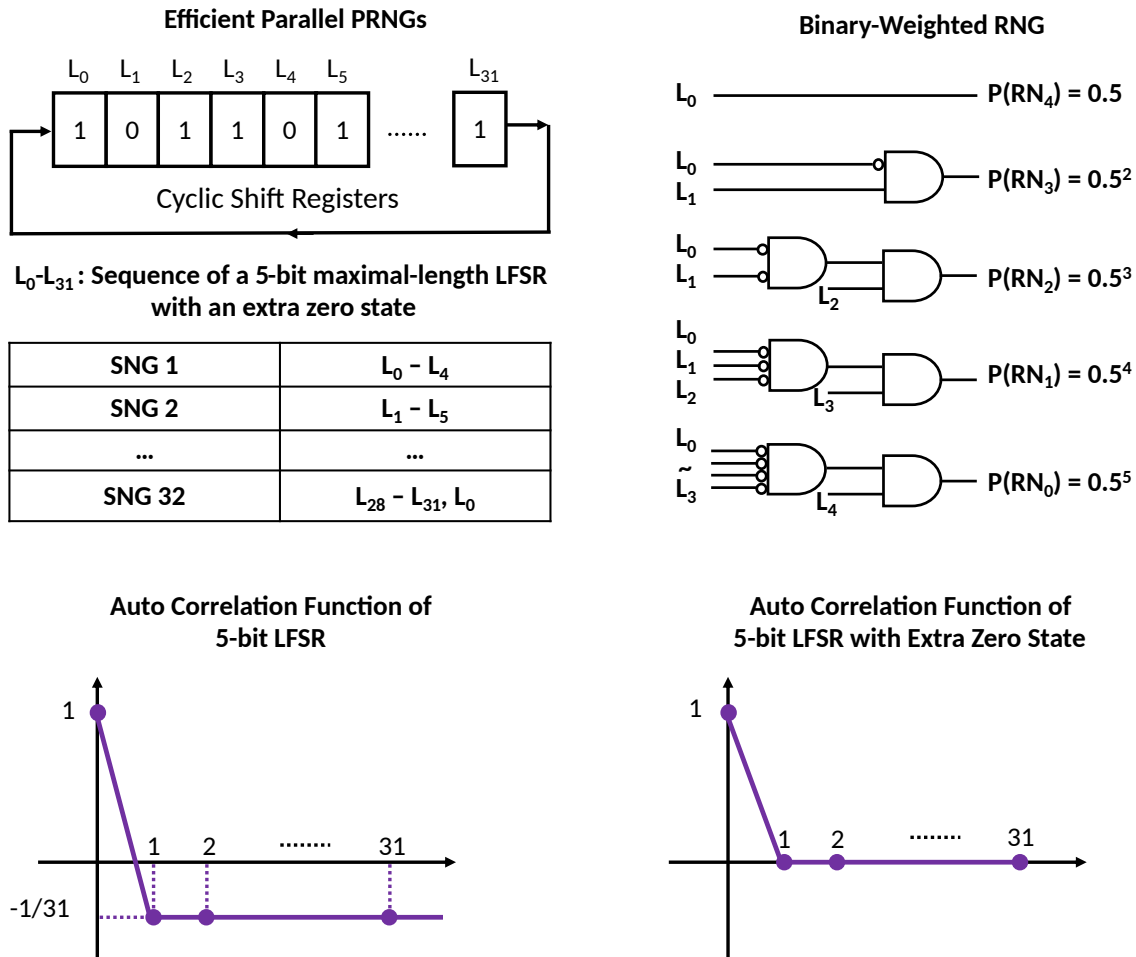 Efficient Parallel PRNGs
L₀ L₁ L₂ L₃ L₄ L₅ L₃₁
1 0 1 1 0 1 ...... 1
Cyclic Shift Registers
L₀-L₃₁ : Sequence of a 5-bit maximal-length LFSR
with an extra zero state
SNG 1 L₀ – L₄
SNG 2 L₁ – L₅
... ...
SNG 32 L₂₈ – L₃₁, L₀
Binary-Weighted RNG
L₀ P(RN₄) = 0.5
L₀
L₁ P(RN₃) = 0.5²
L₀
L₁
L₂ P(RN₂) = 0.5³
L₀
L₁
L₂
L₃ P(RN₁) = 0.5⁴
L₀
~
L₃
L₄ P(RN₀) = 0.5⁵
Auto Correlation Function of
5-bit LFSR
1
1 2 ........ 31
-1/31
Auto Correlation Function of
5-bit LFSR with Extra Zero State
1
1 2 ........ 31